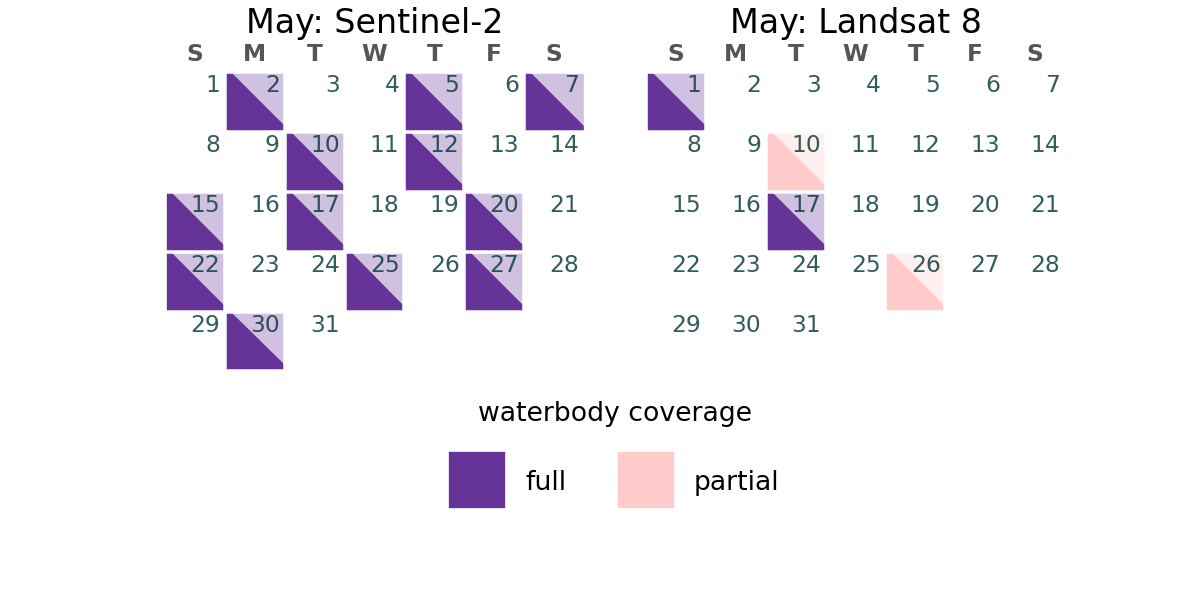 May: Sentinel-2
S M T W T F S
1 2 3 4 5 6 7
8 9 10 11 12 13 14
15 16 17 18 19 20 21
22 23 24 25 26 27 28
29 30 31
May: Landsat 8
S M T W T F S
1 2 3 4 5 6 7
8 9 10 11 12 13 14
15 16 17 18 19 20 21
22 23 24 25 26 27 28
29 30 31
waterbody coverage
full
partial